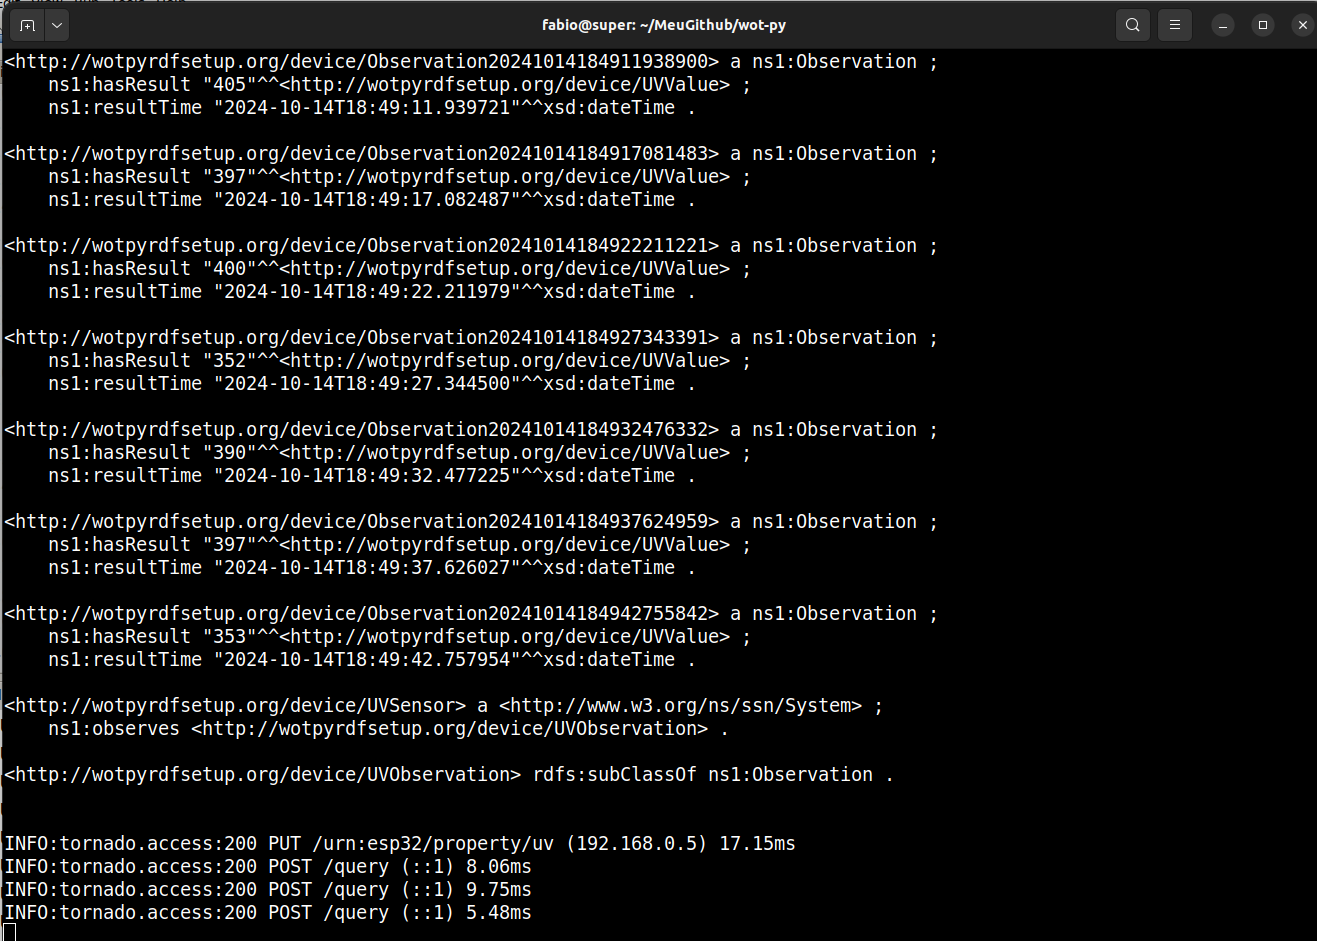 fabio@super: ~/MeuGithub/wot-py
<http://wotpyrdfsetup.org/device/Observation20241014184911938900> a ns1:Observation ;
    ns1:hasResult "405"^^<http://wotpyrdfsetup.org/device/UVValue> ;
    ns1:resultTime "2024-10-14T18:49:11.939721"^^xsd:dateTime .

<http://wotpyrdfsetup.org/device/Observation20241014184917081483> a ns1:Observation ;
    ns1:hasResult "397"^^<http://wotpyrdfsetup.org/device/UVValue> ;
    ns1:resultTime "2024-10-14T18:49:17.082487"^^xsd:dateTime .

<http://wotpyrdfsetup.org/device/Observation20241014184922211221> a ns1:Observation ;
    ns1:hasResult "400"^^<http://wotpyrdfsetup.org/device/UVValue> ;
    ns1:resultTime "2024-10-14T18:49:22.211979"^^xsd:dateTime .

<http://wotpyrdfsetup.org/device/Observation20241014184927343391> a ns1:Observation ;
    ns1:hasResult "352"^^<http://wotpyrdfsetup.org/device/UVValue> ;
    ns1:resultTime "2024-10-14T18:49:27.344500"^^xsd:dateTime .

<http://wotpyrdfsetup.org/device/Observation20241014184932476332> a ns1:Observation ;
    ns1:hasResult "390"^^<http://wotpyrdfsetup.org/device/UVValue> ;
    ns1:resultTime "2024-10-14T18:49:32.477225"^^xsd:dateTime .

<http://wotpyrdfsetup.org/device/Observation20241014184937624959> a ns1:Observation ;
    ns1:hasResult "397"^^<http://wotpyrdfsetup.org/device/UVValue> ;
    ns1:resultTime "2024-10-14T18:49:37.626027"^^xsd:dateTime .

<http://wotpyrdfsetup.org/device/Observation20241014184942755842> a ns1:Observation ;
    ns1:hasResult "353"^^<http://wotpyrdfsetup.org/device/UVValue> ;
    ns1:resultTime "2024-10-14T18:49:42.757954"^^xsd:dateTime .

<http://wotpyrdfsetup.org/device/UVSensor> a <http://www.w3.org/ns/ssn/System> ;
    ns1:observes <http://wotpyrdfsetup.org/device/UVObservation> .

<http://wotpyrdfsetup.org/device/UVObservation> rdfs:subClassOf ns1:Observation .

INFO:tornado.access:200 PUT /urn:esp32/property/uv (192.168.0.5) 17.15ms
INFO:tornado.access:200 POST /query (::1) 8.06ms
INFO:tornado.access:200 POST /query (::1) 9.75ms
INFO:tornado.access:200 POST /query (::1) 5.48ms